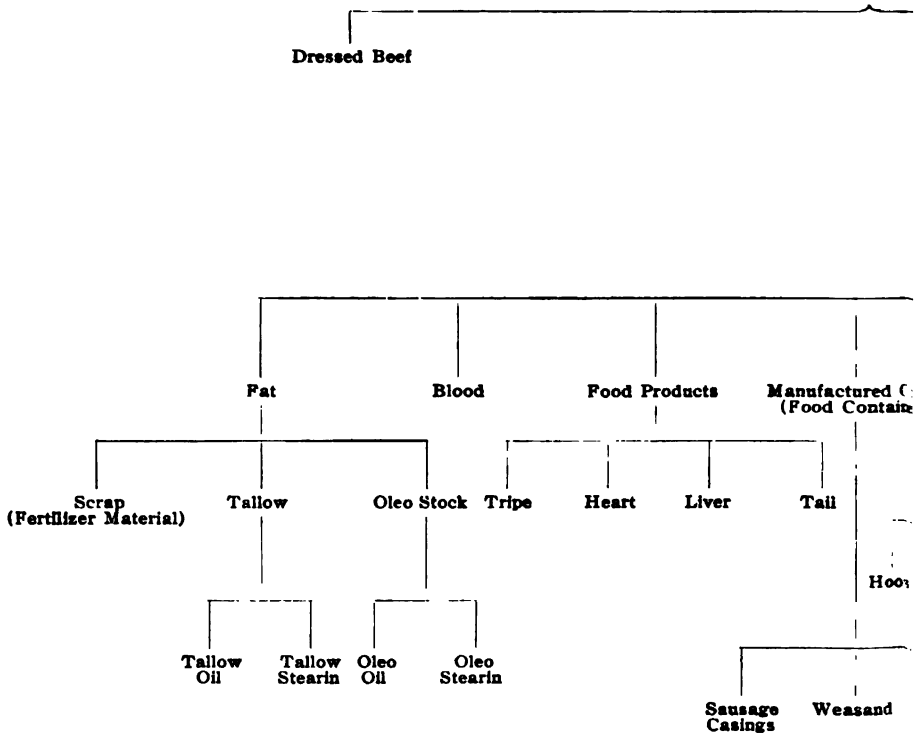 Dressed Beef
Fat
Blood
Food Products
Manufactured
(Food
Scrap
(Fertilizer Material)
Tallow
Oleo Stock
Tripe
Heart
Liver
Tail
Tallow
Oil
Tallow
Stearin
Oleo
Oil
Oleo
Stearin
Sausage
Casings
Weasand